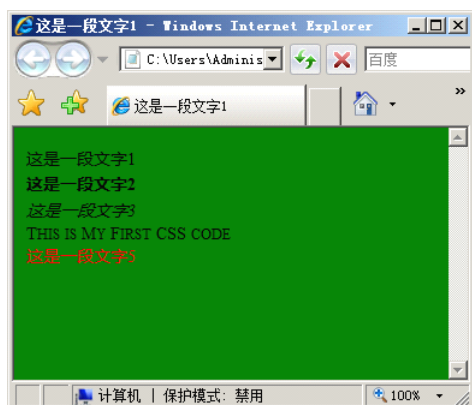 这是一段文字1 - Windows Internet Explorer
C:\Users\Adminis
百度
这是一段文字1
»
这是一段文字1
这是一段文字2
这是一段文字3
THIS IS MY FIRST CSS CODE
这是一段文字5
计算机 | 保护模式: 禁用
100%